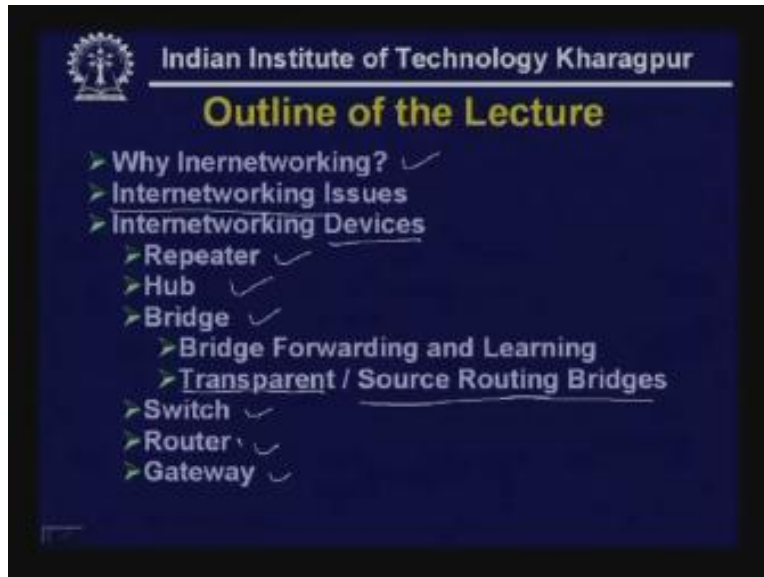 Indian Institute of Technology Kharagpur
Outline of the Lecture
Why Inernetworking?
Internetworking Issues
Internetworking Devices
Repeater
Hub
Bridge
Bridge Forwarding and Learning
Transparent / Source Routing Bridges
Switch
Router
Gateway